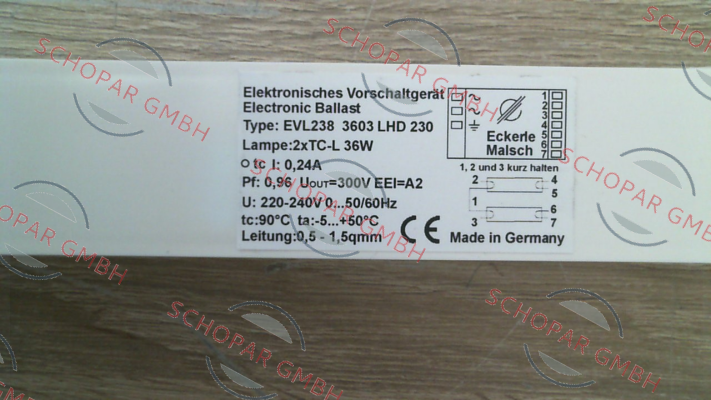 Elektronisches Vorschaltgerät
Electronic Ballast
Type: EVL238 3603 LHD 230
Lampe:2xTC-L 36W
tc I: 0,24A
Pf: 0,96 UOUT=300V EEI=A2
U: 220-240V 0...50/60Hz
tc:90°C ta:-5...+50°C
Leitung:0,5 - 1,5qmm
CE
~
~
1
2
3
4
5
6
7
Eckerle
Malsch
1, 2 und 3 kurz halten
2 4
5
1
6
3 7
Made in Germany
SCHOPAR GMBH
SCHOPAR GMBH
SCHOPAR GMBH
SCHOPAR GMBH
SCHOPAR GMBH
SCHOPAR GMBH
SCHOPAR GMBH